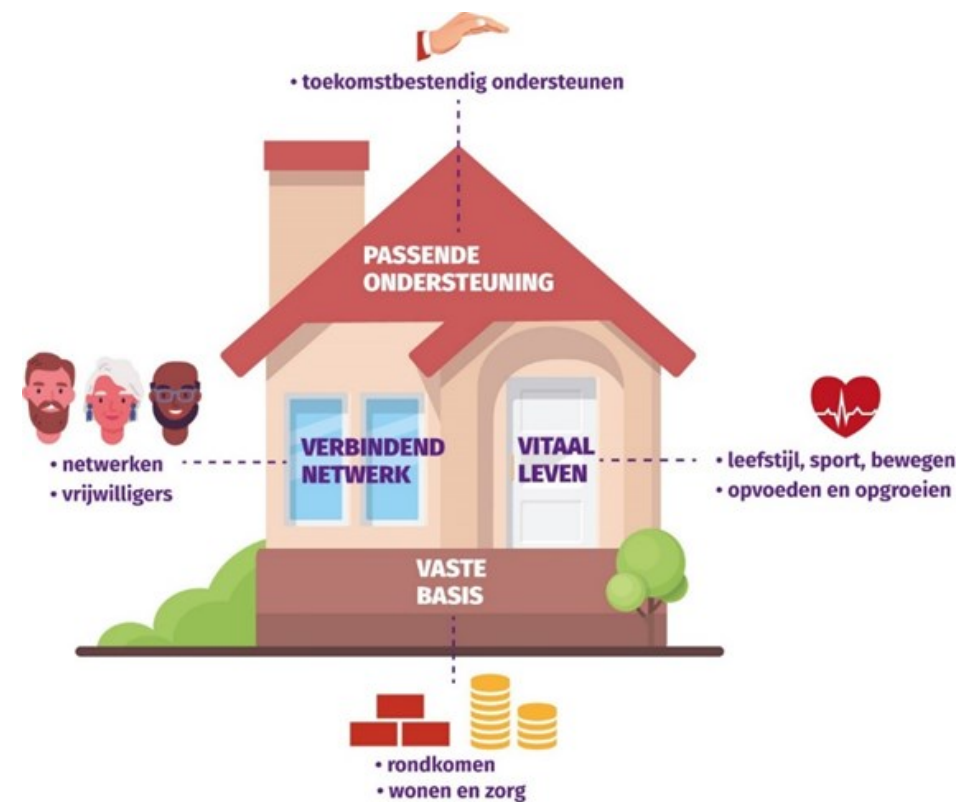 • toekomstbestendig ondersteunen
PASSENDE
ONDERSTEUNING
VERBINDEND
NETWERK
• netwerken
• vrijwilligers
VITAAL
LEVEN
• leefstijl, sport, bewegen
• opvoeden en opgroeien
VASTE
BASIS
• rondkomen
• wonen en zorg